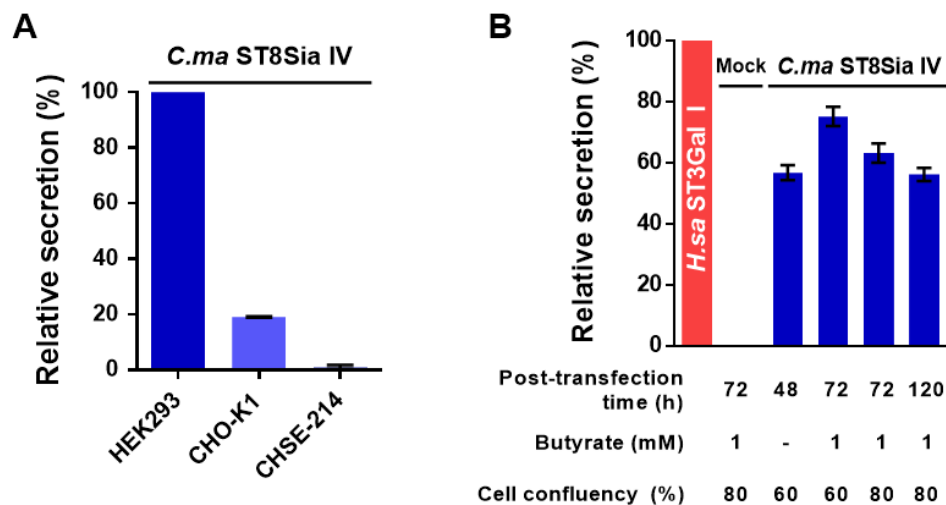 A
C.ma ST8Sia IV
Relative secretion (%)
100
80
60
40
20
0
HEK293
CHO-K1
CHSE-214
B
Mock
C.ma ST8Sia IV
Relative secretion (%)
80
60
40
20
0
H.sa ST3Gal I
Post-transfection
time (h)
72 48 72 72 120
Butyrate (mM)
1 - 1 1 1
Cell confluency (%)
80 60 60 80 80